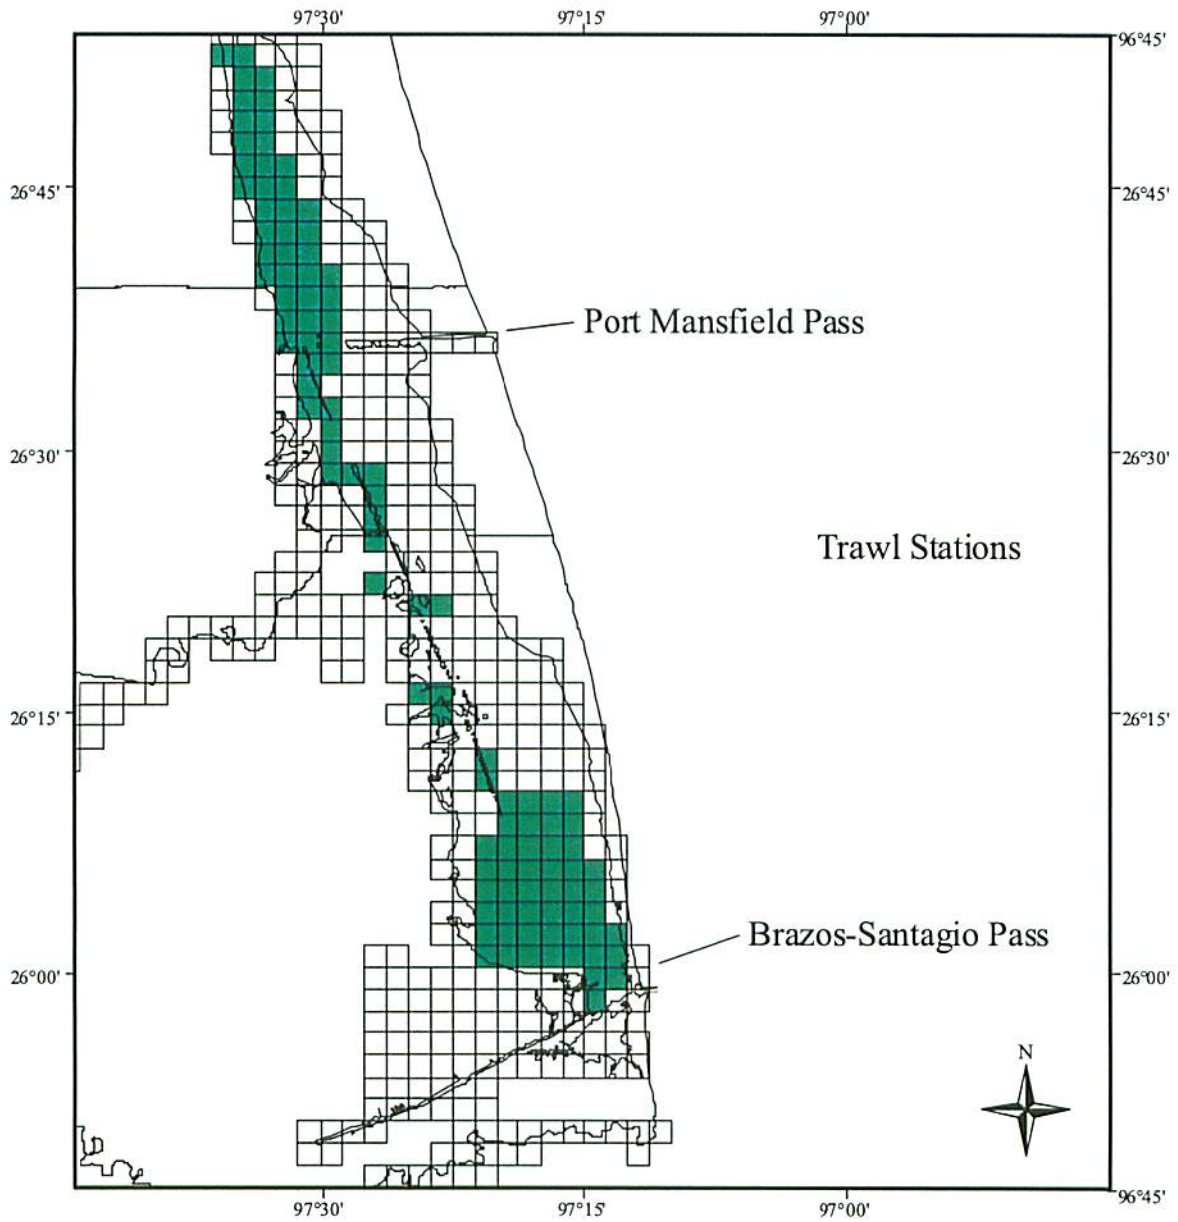 97°30' 97°15' 97°00'
96°45'
26°45' 26°45'
Port Mansfield Pass
26°30' 26°30'
Trawl Stations
26°15' 26°15'
Brazos-Santagio Pass
26°00' 26°00'
N
96°45'
97°30' 97°15' 97°00'